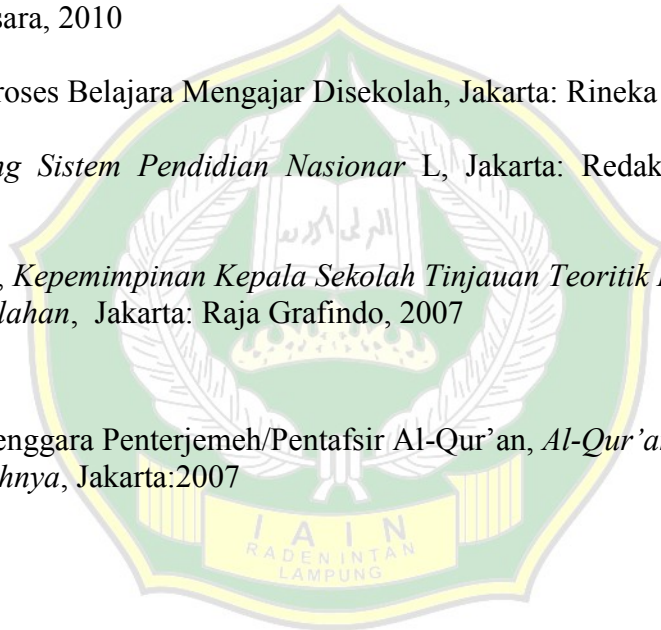 sara, 2010
roses Belajara Mengajar Disekolah, Jakarta: Rineka
ng Sistem Pendidian Nasionar L, Jakarta: Redak
, Kepemimpinan Kepala Sekolah Tinjauan Teoritik
lahan, Jakarta: Raja Grafindo, 2007
enggara Penterjemeh/Pentafsir Al-Qur’an, Al-Qur’a
hnya, Jakarta:2007
IAIN
RADEN INTAN
LAMPUNG